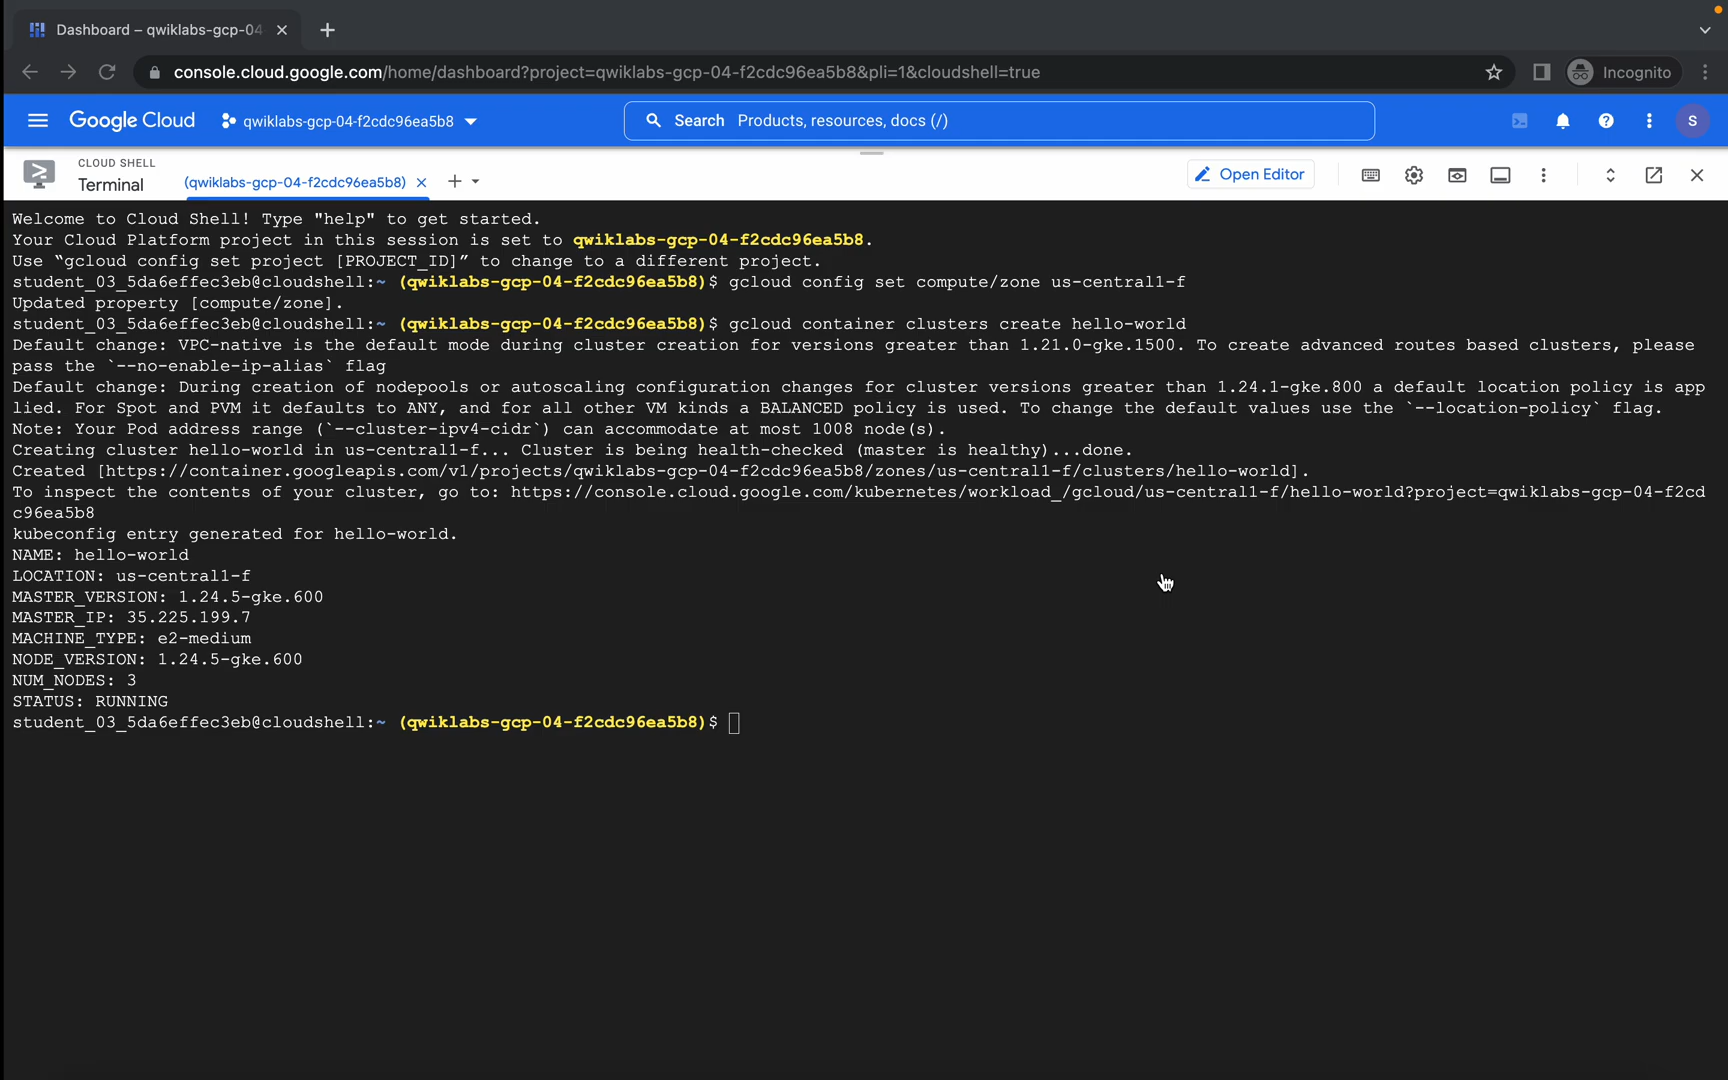 Dashboard – qwiklabs-gcp-04
console.cloud.google.com/home/dashboard?project=qwiklabs-gcp-04-f2cdc96ea5b8&pli=1&cloudshell=true
Incognito
Google Cloud
qwiklabs-gcp-04-f2cdc96ea5b8
Search Products, resources, docs (/)
S
CLOUD SHELL
Terminal
(qwiklabs-gcp-04-f2cdc96ea5b8)
Open Editor
Welcome to Cloud Shell! Type "help" to get started.
Your Cloud Platform project in this session is set to qwiklabs-gcp-04-f2cdc96ea5b8.
Use “gcloud config set project [PROJECT_ID]” to change to a different project.
student_03_5da6effec3eb@cloudshell:~ (qwiklabs-gcp-04-f2cdc96ea5b8)$ gcloud config set compute/zone us-central1-f
Updated property [compute/zone].
student_03_5da6effec3eb@cloudshell:~ (qwiklabs-gcp-04-f2cdc96ea5b8)$ gcloud container clusters create hello-world
Default change: VPC-native is the default mode during cluster creation for versions greater than 1.21.0-gke.1500. To create advanced routes based clusters, please
pass the `--no-enable-ip-alias` flag
Default change: During creation of nodepools or autoscaling configuration changes for cluster versions greater than 1.24.1-gke.800 a default location policy is app
lied. For Spot and PVM it defaults to ANY, and for all other VM kinds a BALANCED policy is used. To change the default values use the `--location-policy` flag.
Note: Your Pod address range (`--cluster-ipv4-cidr`) can accommodate at most 1008 node(s).
Creating cluster hello-world in us-central1-f... Cluster is being health-checked (master is healthy)...done.
Created [https://container.googleapis.com/v1/projects/qwiklabs-gcp-04-f2cdc96ea5b8/zones/us-central1-f/clusters/hello-world].
To inspect the contents of your cluster, go to: https://console.cloud.google.com/kubernetes/workload_/gcloud/us-central1-f/hello-world?project=qwiklabs-gcp-04-f2cd
c96ea5b8
kubeconfig entry generated for hello-world.
NAME: hello-world
LOCATION: us-central1-f
MASTER_VERSION: 1.24.5-gke.600
MASTER_IP: 35.225.199.7
MACHINE_TYPE: e2-medium
NODE_VERSION: 1.24.5-gke.600
NUM_NODES: 3
STATUS: RUNNING
student_03_5da6effec3eb@cloudshell:~ (qwiklabs-gcp-04-f2cdc96ea5b8)$